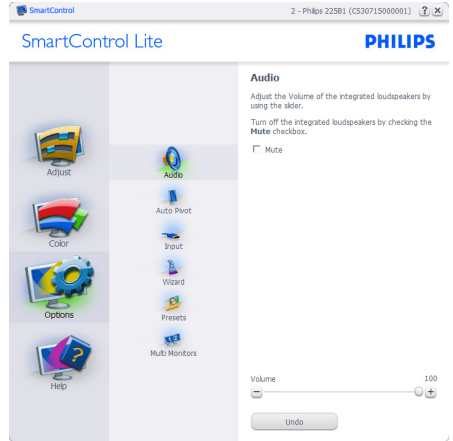 SmartControl
2 - Philips 225B1 (CS30715000001)
?
SmartControl Lite
PHILIPS
Adjust
Color
Options
Help
Audio
Auto Pivot
Input
Wizard
Presets
Multi Monitors
Audio
Adjust the Volume of the integrated loudspeakers by
using the slider.
Turn off the integrated loudspeakers by checking the
Mute checkbox.
Mute
Volume
100
Undo